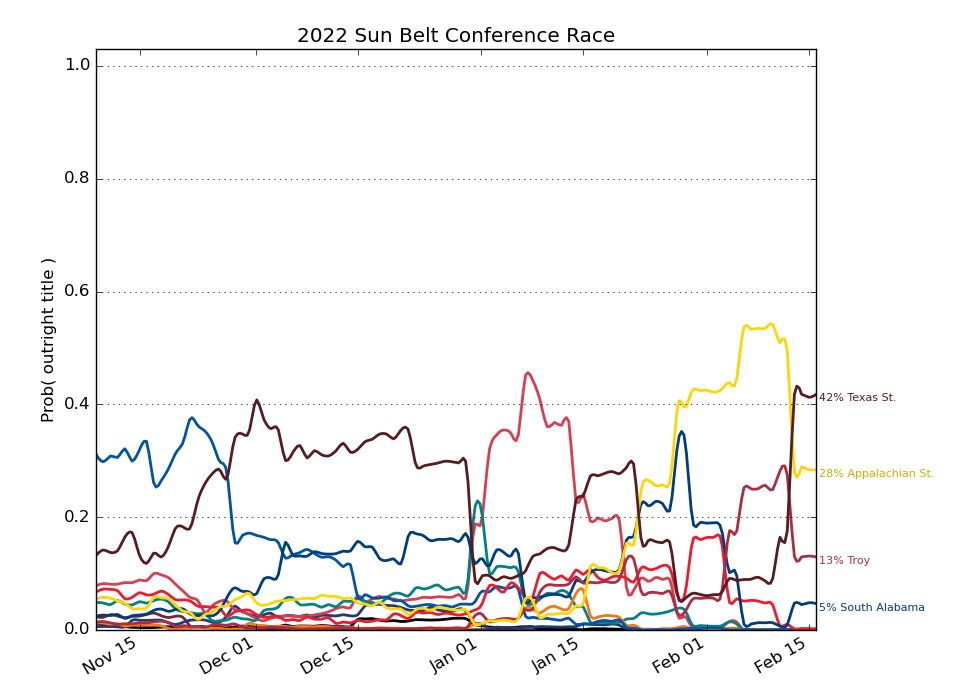 2022 Sun Belt Conference Race
Prob( outright title )
1.0
0.8
0.6
0.4
0.2
0.0
42% Texas St.
28% Appalachian St.
13% Troy
5% South Alabama
Nov 15
Dec 01
Dec 15
Jan 01
Jan 15
Feb 01
Feb 15